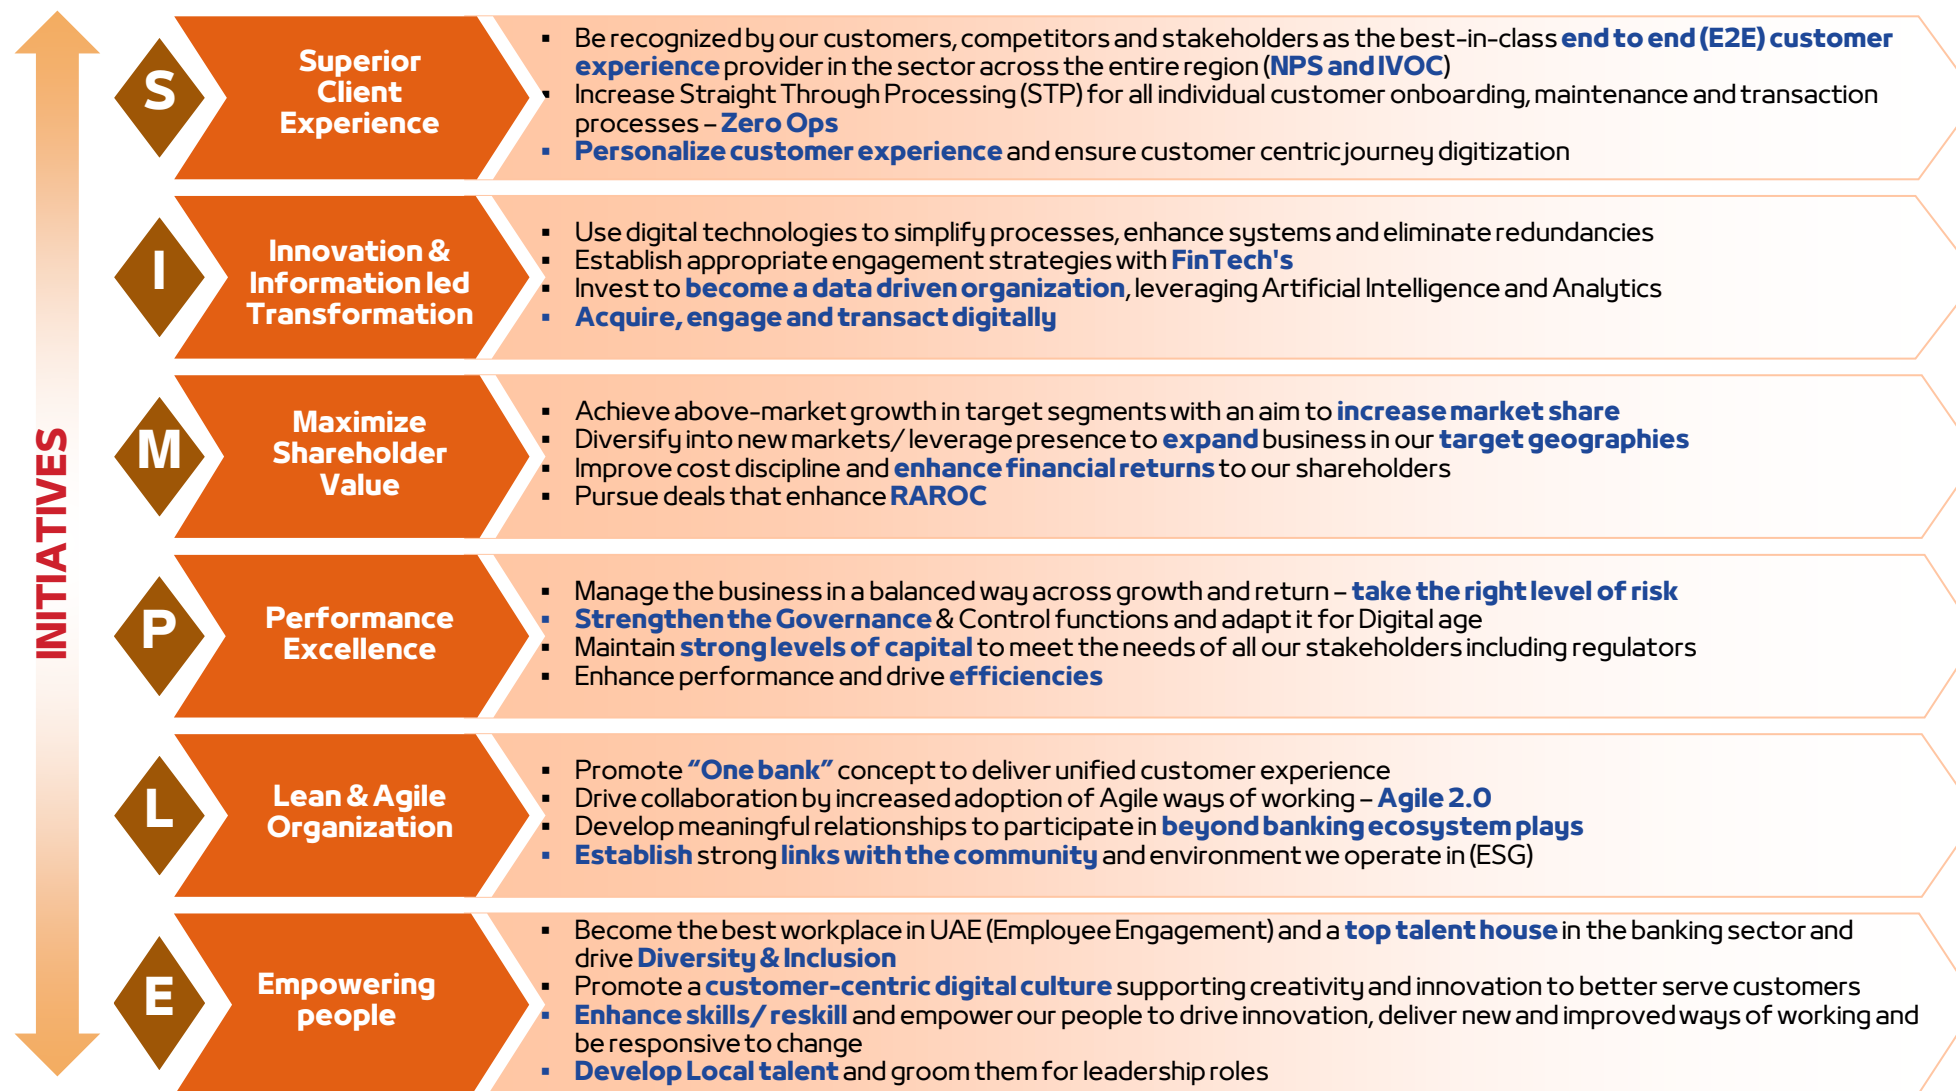 INITIATIVES
S
Superior
Client
Experience
▪ Be recognized by our customers, competitors and stakeholders as the best-in-class end to end (E2E) customer
experience provider in the sector across the entire region (NPS and IVOC)
▪ Increase Straight Through Processing (STP) for all individual customer onboarding, maintenance and transaction
processes – Zero Ops
▪ Personalize customer experience and ensure customer centric journey digitization
I
Innovation &
Information led
Transformation
▪ Use digital technologies to simplify processes, enhance systems and eliminate redundancies
▪ Establish appropriate engagement strategies with FinTech's
▪ Invest to become a data driven organization, leveraging Artificial Intelligence and Analytics
▪ Acquire, engage and transact digitally
M
Maximize
Shareholder
Value
▪ Achieve above-market growth in target segments with an aim to increase market share
▪ Diversify into new markets/ leverage presence to expand business in our target geographies
▪ Improve cost discipline and enhance financial returns to our shareholders
▪ Pursue deals that enhance RAROC
P
Performance
Excellence
▪ Manage the business in a balanced way across growth and return – take the right level of risk
▪ Strengthen the Governance & Control functions and adapt it for Digital age
▪ Maintain strong levels of capital to meet the needs of all our stakeholders including regulators
▪ Enhance performance and drive efficiencies
L
Lean & Agile
Organization
▪ Promote “One bank” concept to deliver unified customer experience
▪ Drive collaboration by increased adoption of Agile ways of working – Agile 2.0
▪ Develop meaningful relationships to participate in beyond banking ecosystem plays
▪ Establish strong links with the community and environment we operate in (ESG)
E
Empowering
people
▪ Become the best workplace in UAE (Employee Engagement) and a top talent house in the banking sector and
drive Diversity & Inclusion
▪ Promote a customer-centric digital culture supporting creativity and innovation to better serve customers
▪ Enhance skills/ reskill and empower our people to drive innovation, deliver new and improved ways of working and
be responsive to change
▪ Develop Local talent and groom them for leadership roles